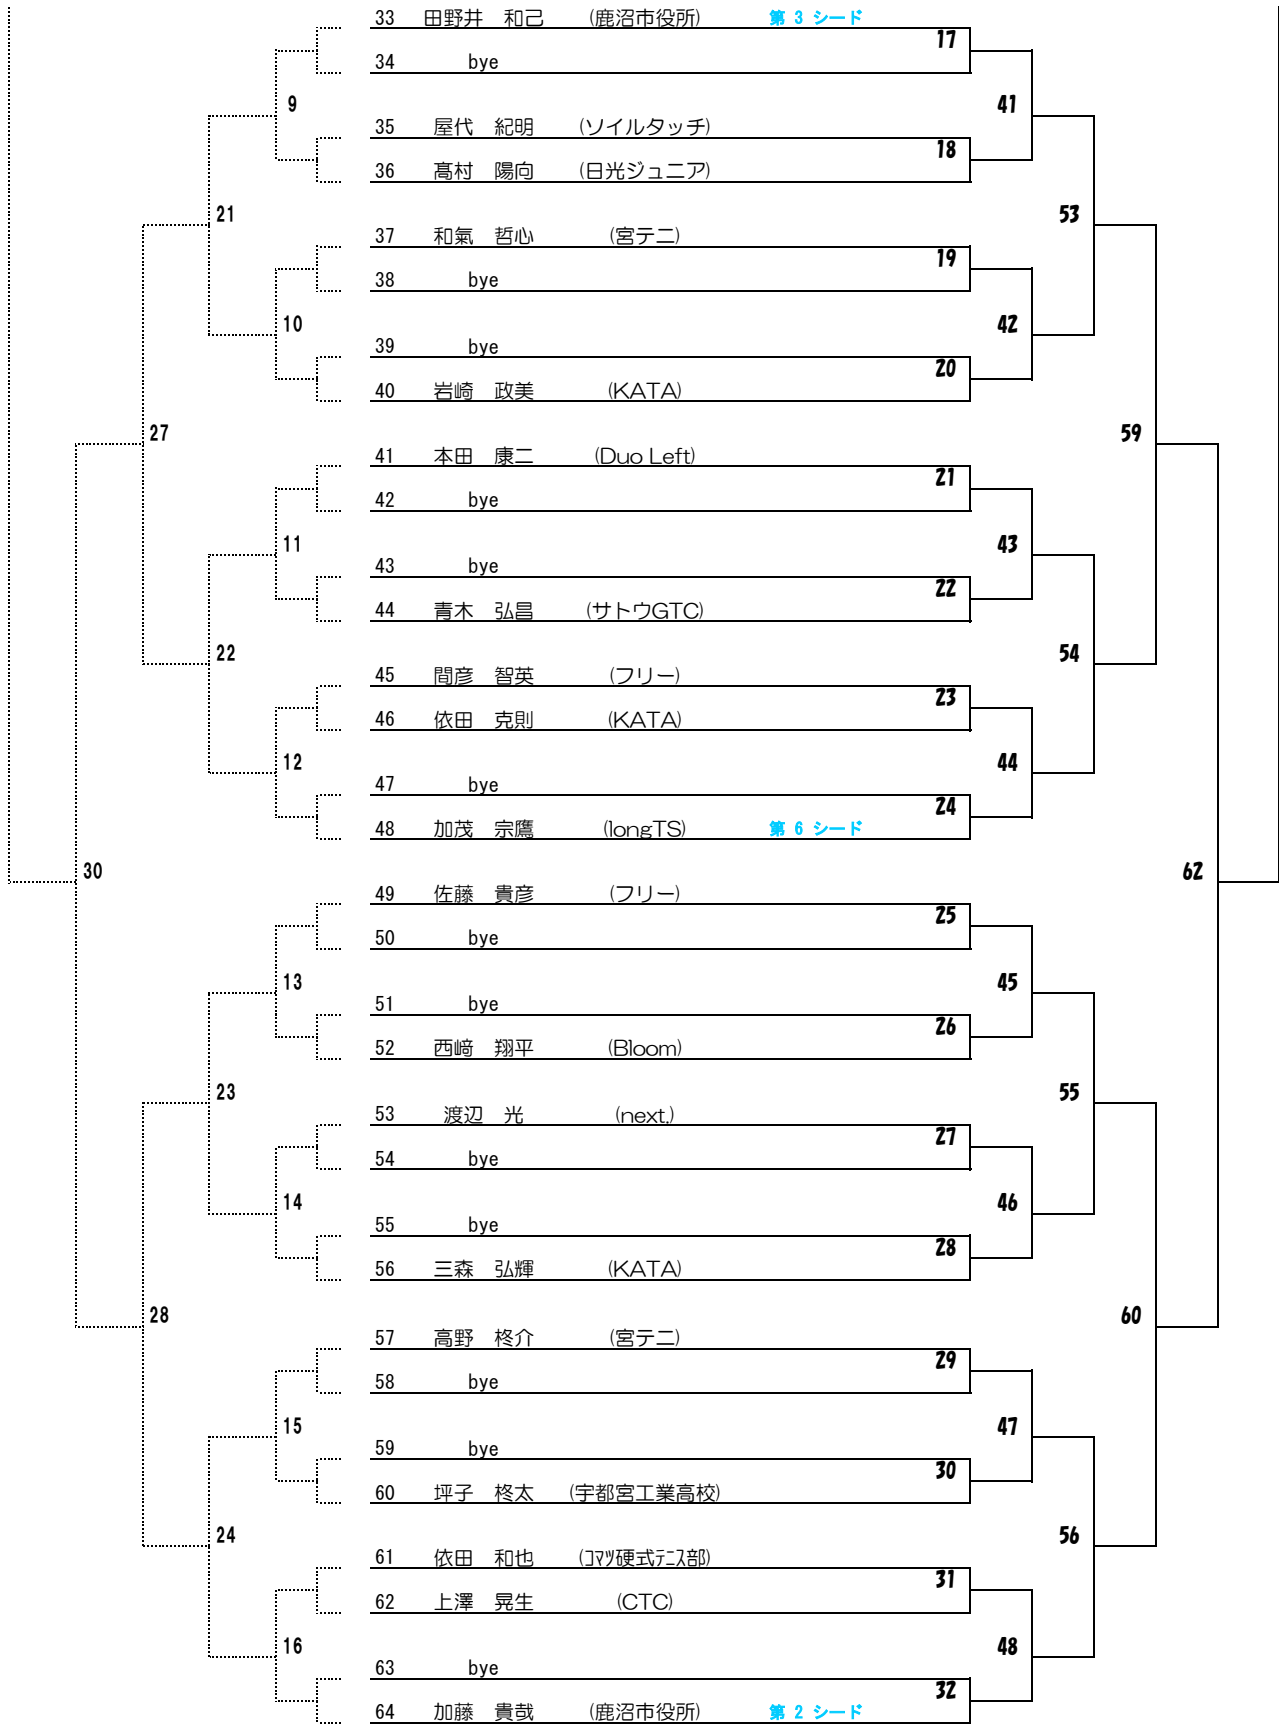 33 田野井 和己 (鹿沼市役所) 第 3 シード
17
34 bye
9
41
35 屋代 紀明 (ソイルタッチ)
18
36 髙村 陽向 (日光ジュニア)
21
53
37 和氣 哲心 (宮テニ)
19
38 bye
10
42
39 bye
20
40 岩崎 政美 (KATA)
27
59
41 本田 康二 (Duo Left)
21
42 bye
11
43
43 bye
22
44 青木 弘昌 (サトウGTC)
22
54
45 間彦 智英 (フリー)
23
46 依田 克則 (KATA)
12
44
47 bye
24
48 加茂 宗鷹 (longTS) 第 6 シード
30
62
49 佐藤 貴彦 (フリー)
25
50 bye
13
45
51 bye
26
52 西﨑 翔平 (Bloom)
23
55
53 渡辺 光 (next.)
27
54 bye
14
46
55 bye
28
56 三森 弘輝 (KATA)
28
60
57 高野 柊介 (宮テニ)
29
58 bye
15
47
59 bye
30
60 坪子 柊太 (宇都宮工業高校)
24
56
61 依田 和也 (ｺﾏﾂ硬式ﾃﾆｽ部)
31
62 上澤 晃生 (CTC)
16
48
63 bye
32
64 加藤 貴哉 (鹿沼市役所) 第 2 シード